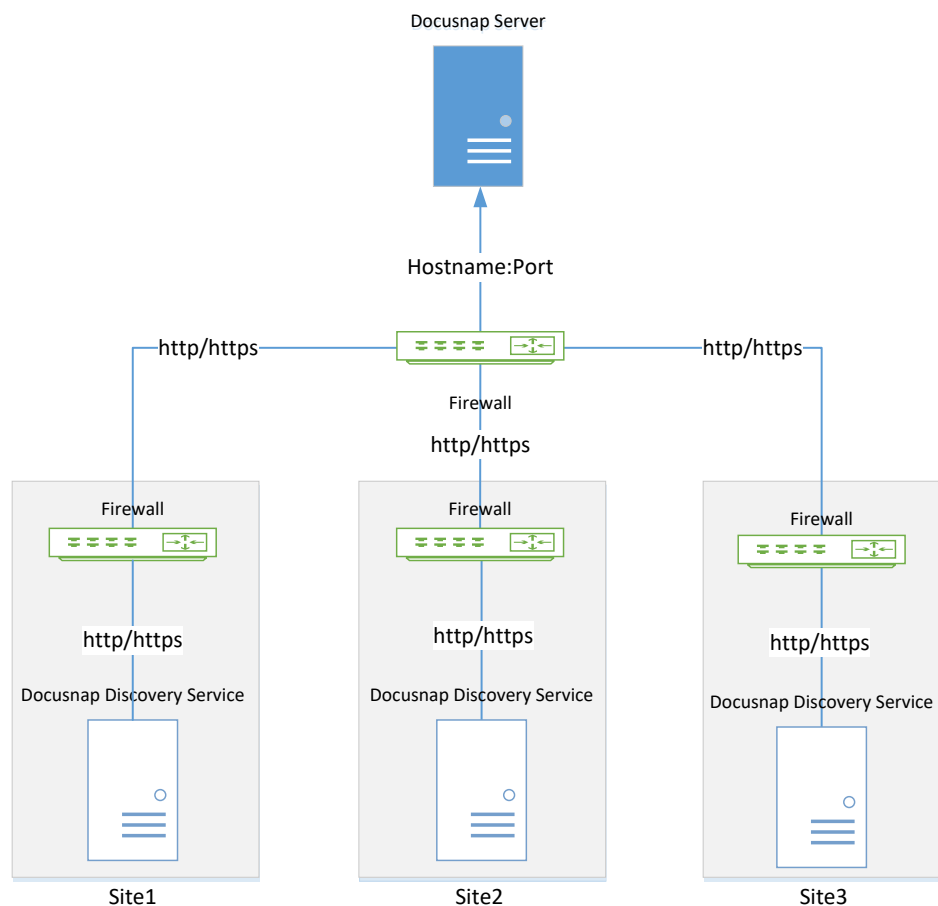 Docusnap Server
Hostname:Port
http/https
http/https
Firewall
http/https
Firewall
Firewall
Firewall
http/https
http/https
http/https
Docusnap Discovery Service
Docusnap Discovery Service
Docusnap Discovery Service
Site1
Site2
Site3